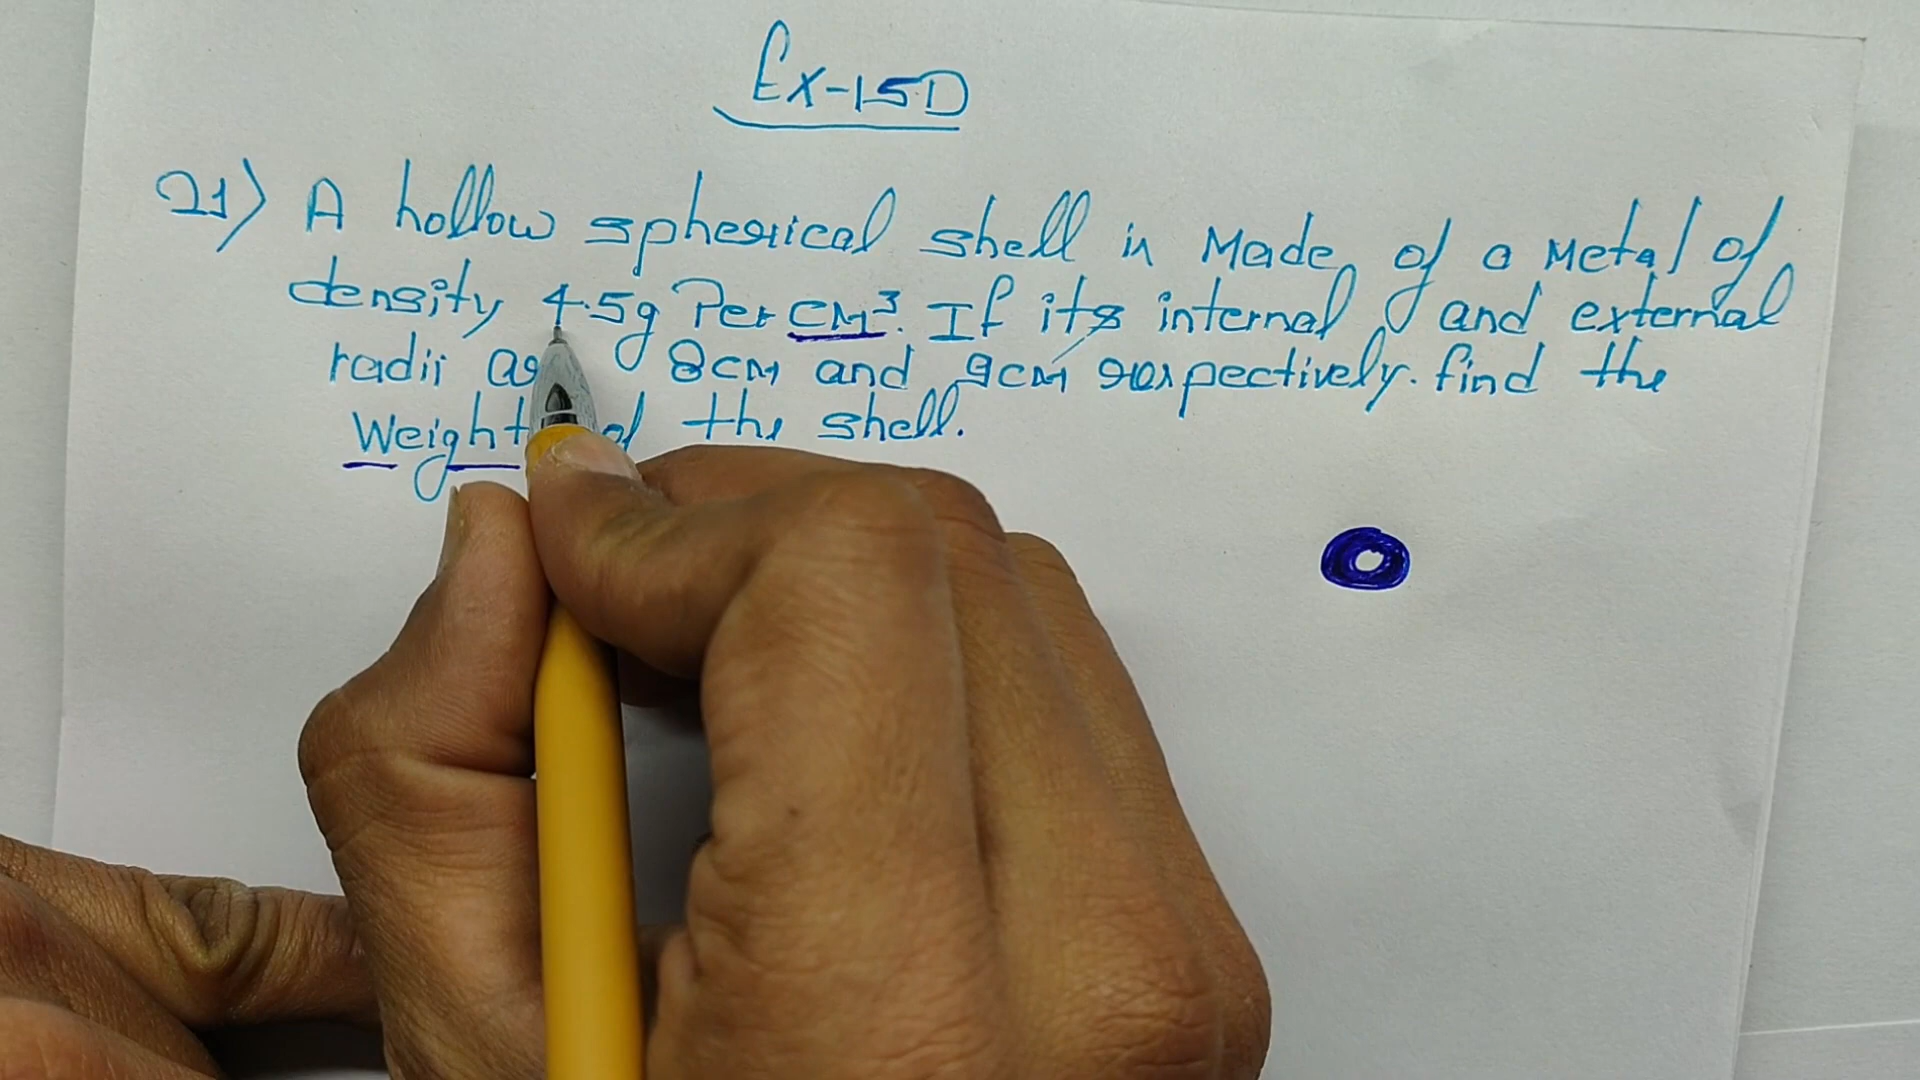 Ex-15D
21) A hollow spherical shell is Made of a Metal of
density 4.5g Per CM³. If its internal and external
radii 8CM and 9CM respectively. find the
Weight of the shell.